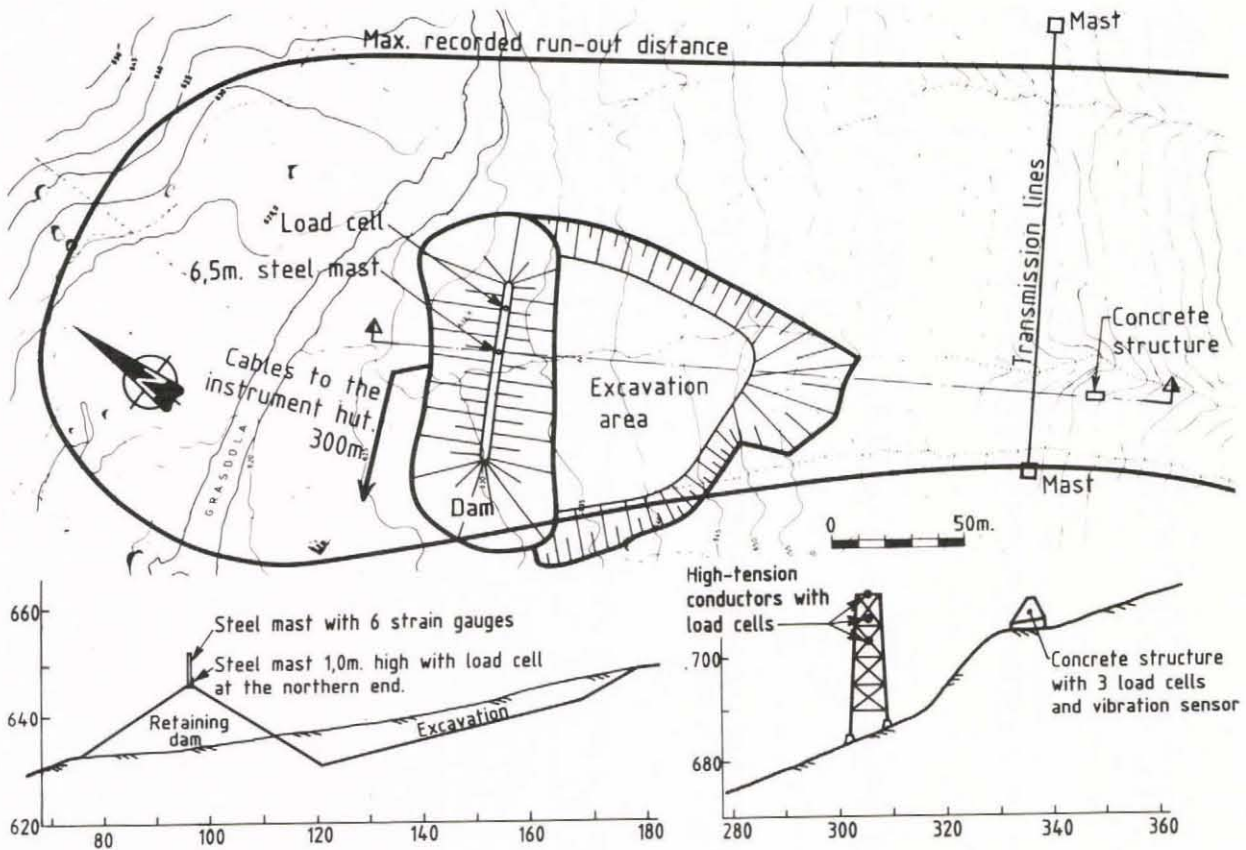 Max. recorded run-out distance
Mast
Load cell
6,5m. steel mast
Transmission lines
Concrete
structure
Cables to the
instrument hut.
300m.
Excavation
area
GRASDOLA
Dam
Mast
0 50m.
660
640
620
Steel mast with 6 strain gauges
Steel mast 1,0m. high with load cell
at the northern end.
Retaining
dam
Excavation
80 100 120 140 160 180
High-tension
conductors with
load cells
700
680
Concrete structure
with 3 load cells
and vibration sensor
280 300 320 340 360